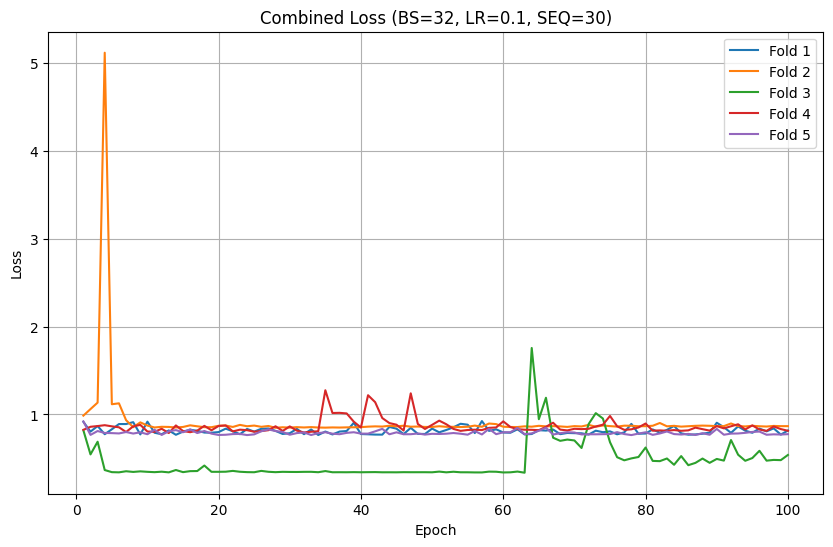 Combined Loss (BS=32, LR=0.1, SEQ=30)
Fold 1
Fold 2
Fold 3
Fold 4
Fold 5
Loss
5
4
3
2
1
0
20
40
60
80
100
Epoch